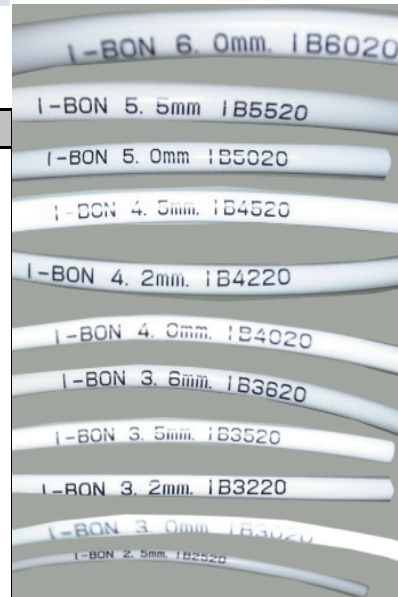 I-BON 6. 0mm. IB6020
I-BON 5. 5mm IB5520
I-BON 5. 0mm IB5020
I-BON 4. 5mm. IB4520
I-BON 4. 2mm. IB4220
I-BON 4. 0mm. IB4020
I-BON 3. 6mm. IB3620
I-BON 3. 5mm. IB3520
I-BON 3. 2mm. IB3220
I-BON 3. 0mm. IB3020
I-BON 2. 5mm. IB2520